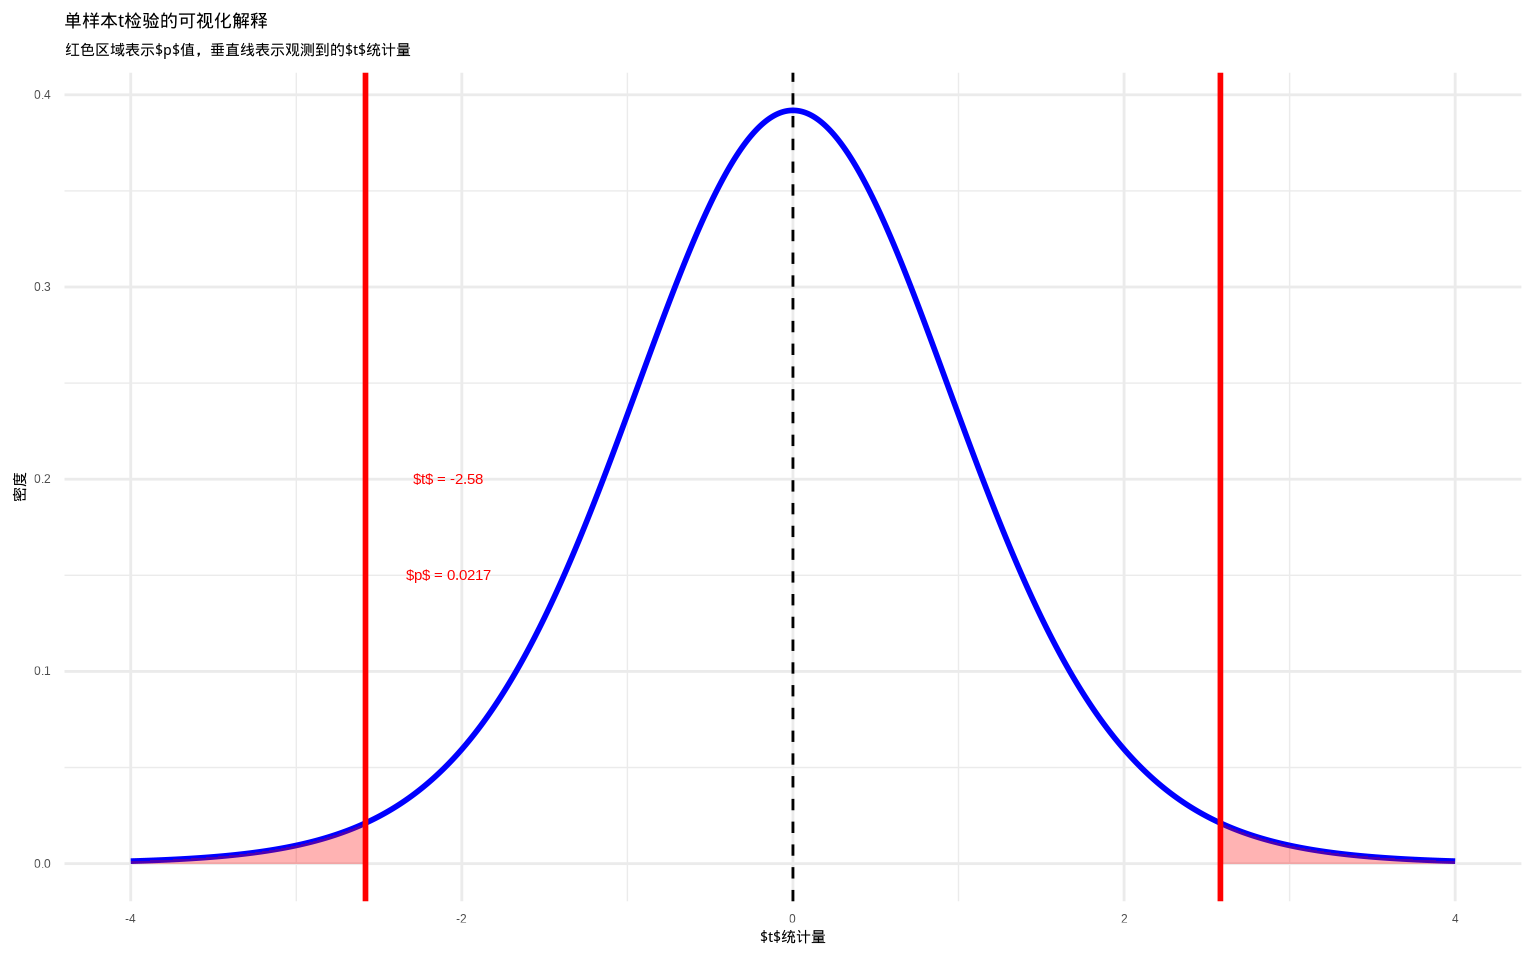 单样本t检验的可视化解释
红色区域表示$p$值，垂直线表示观测到的$t$统计量
0.4
0.3
0.2
0.1
0.0
密度
$t$ = -2.58
$p$ = 0.0217
-4
-2
0
2
4
$t$统计量